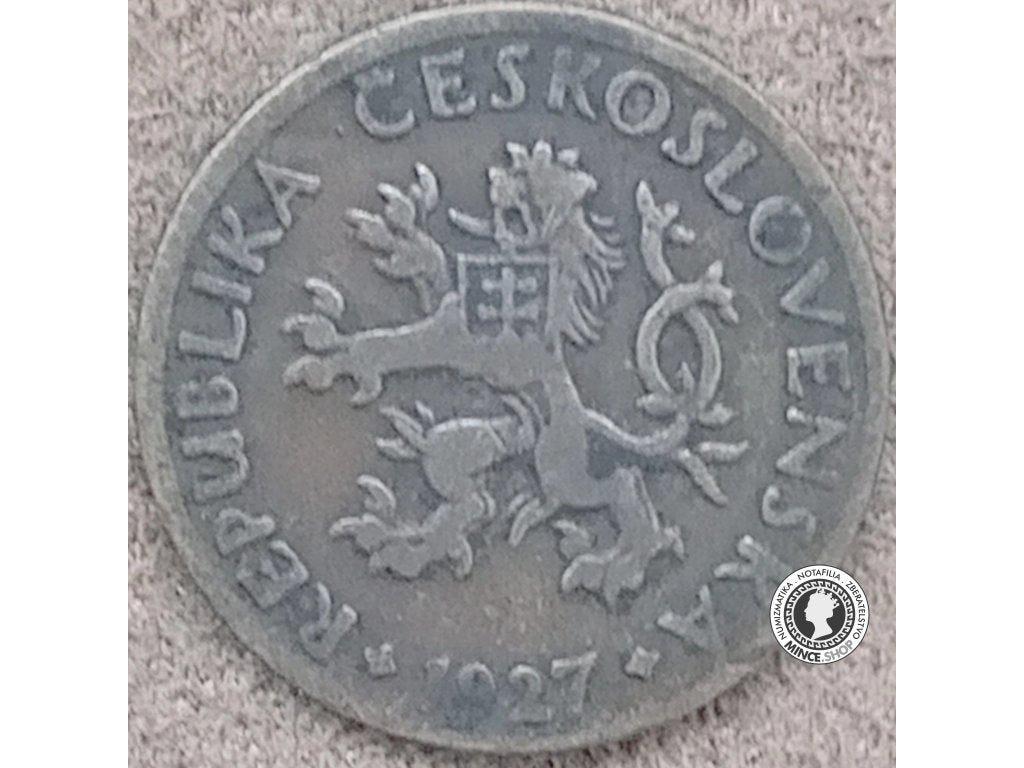 REPUBLIKA ČESKOSLOVENSKÁ
1927
NUMIZMATIKA . NOTAFILIA . ZBERATEĽSTVO
MINCE.SHOP